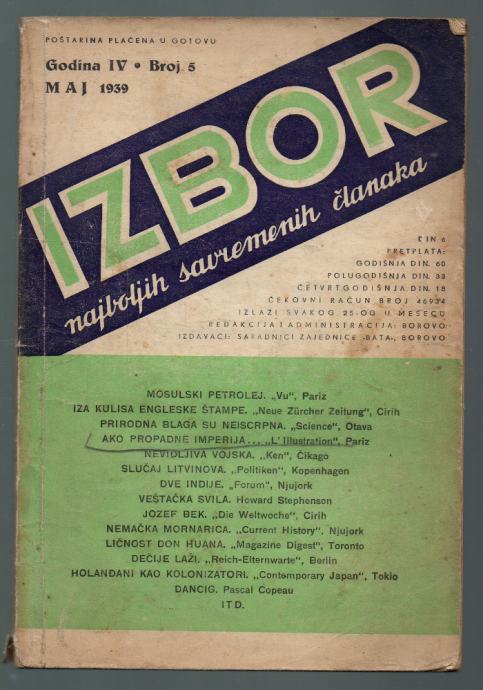 POŠTARINA PLAĆENA U GOTOVU
Godina IV • Broj 5
MAJ 1939
IZBOR
najboljih savremenih članaka
DIN 6
PRETPLATA:
GODIŠNJA DIN. 60
POLUGODIŠNJA DIN. 33
ČETVRTGODIŠNJA DIN. 18
ČEKOVNI RAČUN BROJ 46934
IZLAZI SVAKOG 25-OG U MESECU
REDAKCIJA I ADMINISTRACIJA: BOROVO
IZDAVAČI: SARADNICI ZAJEDNICE „BATA", BOROVO
MOSULSKI PETROLEJ. „Vu", Pariz
IZA KULISA ENGLESKE ŠTAMPE. „Neue Zürcher Zeitung", Cirih
PRIRODNA BLAGA SU NEISCRPNA. „Science", Otava
AKO PROPADNE IMPERIJA... „L' Illustration", Pariz
NEVIDLJIVA VOJSKA. „Ken", Čikago
SLUČAJ LITVINOVA. „Politiken", Kopenhagen
DVE INDIJE. „Forum", Njujork
VEŠTAČKA SVILA. Howard Stephenson
JOZEF BEK. „Die Weltwoche", Cirih
NEMAČKA MORNARICA. „Current History", Njujork
LIČNOST DON HUANA. „Magazine Digest", Toronto
DEČIJE LAŽI. „Reich-Elternwarte", Berlin
HOLANĐANI KAO KOLONIZATORI. „Contemporary Japan", Tokio
DANCIG. Pascal Copeau
ITD.